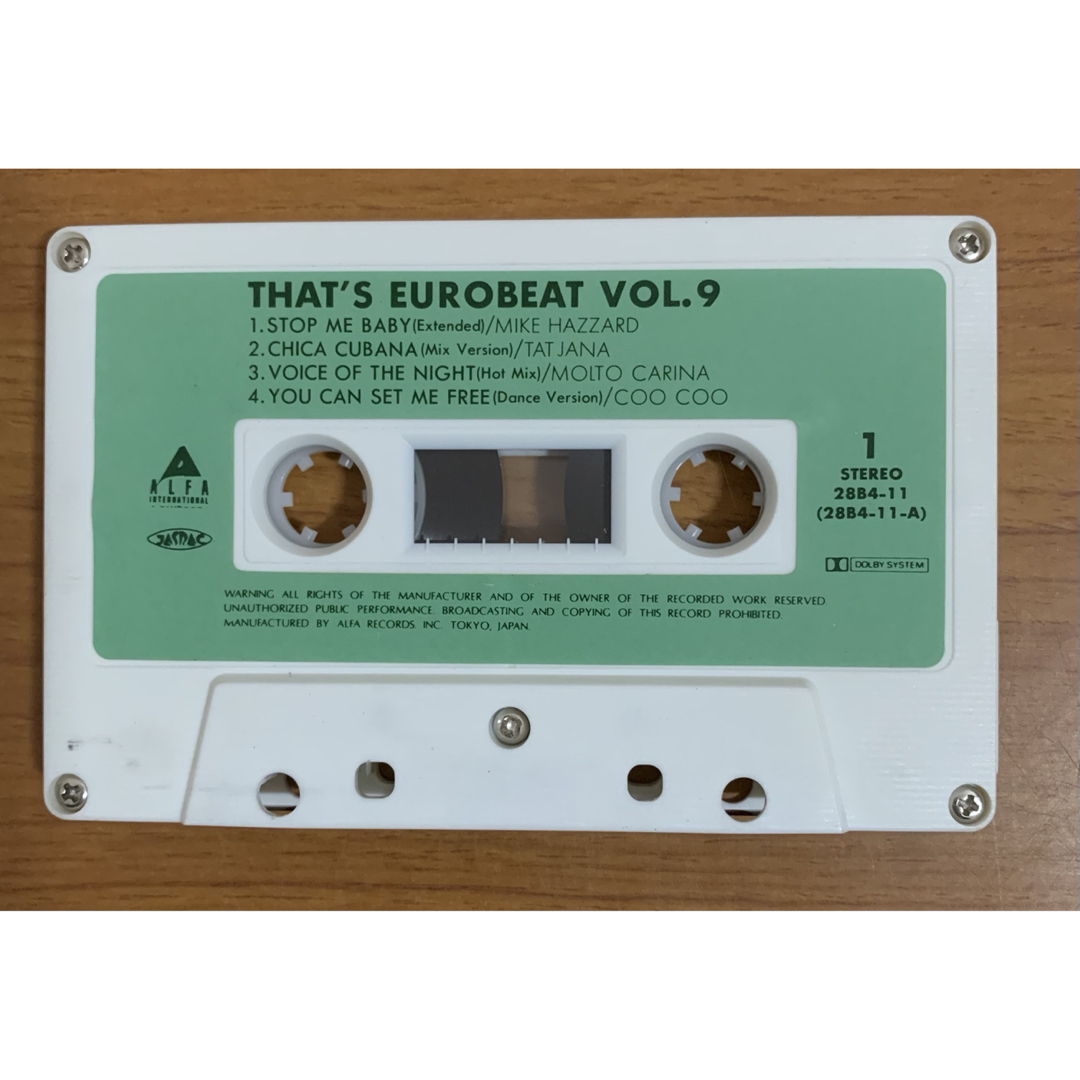 THAT'S EUROBEAT VOL.9
1.STOP ME BABY(Extended)/MIKE HAZZARD
2.CHICA CUBANA(Mix Version)/TATJANA
3.VOICE OF THE NIGHT(Hot Mix)/MOLTO CARINA
4.YOU CAN SET ME FREE(Dance Version)/COO COO
ALFA
INTERNATIONAL
JASRAC
1
STEREO
28B4-11
(28B4-11-A)
DOLBY SYSTEM
WARNING ALL RIGHTS OF THE MANUFACTURER AND OF THE OWNER OF THE RECORDED WORK RESERVED.
UNAUTHORIZED PUBLIC PERFORMANCE. BROADCASTING AND COPYING OF THIS RECORD PROHIBITED.
MANUFACTURED BY ALFA RECORDS. INC. TOKYO, JAPAN.